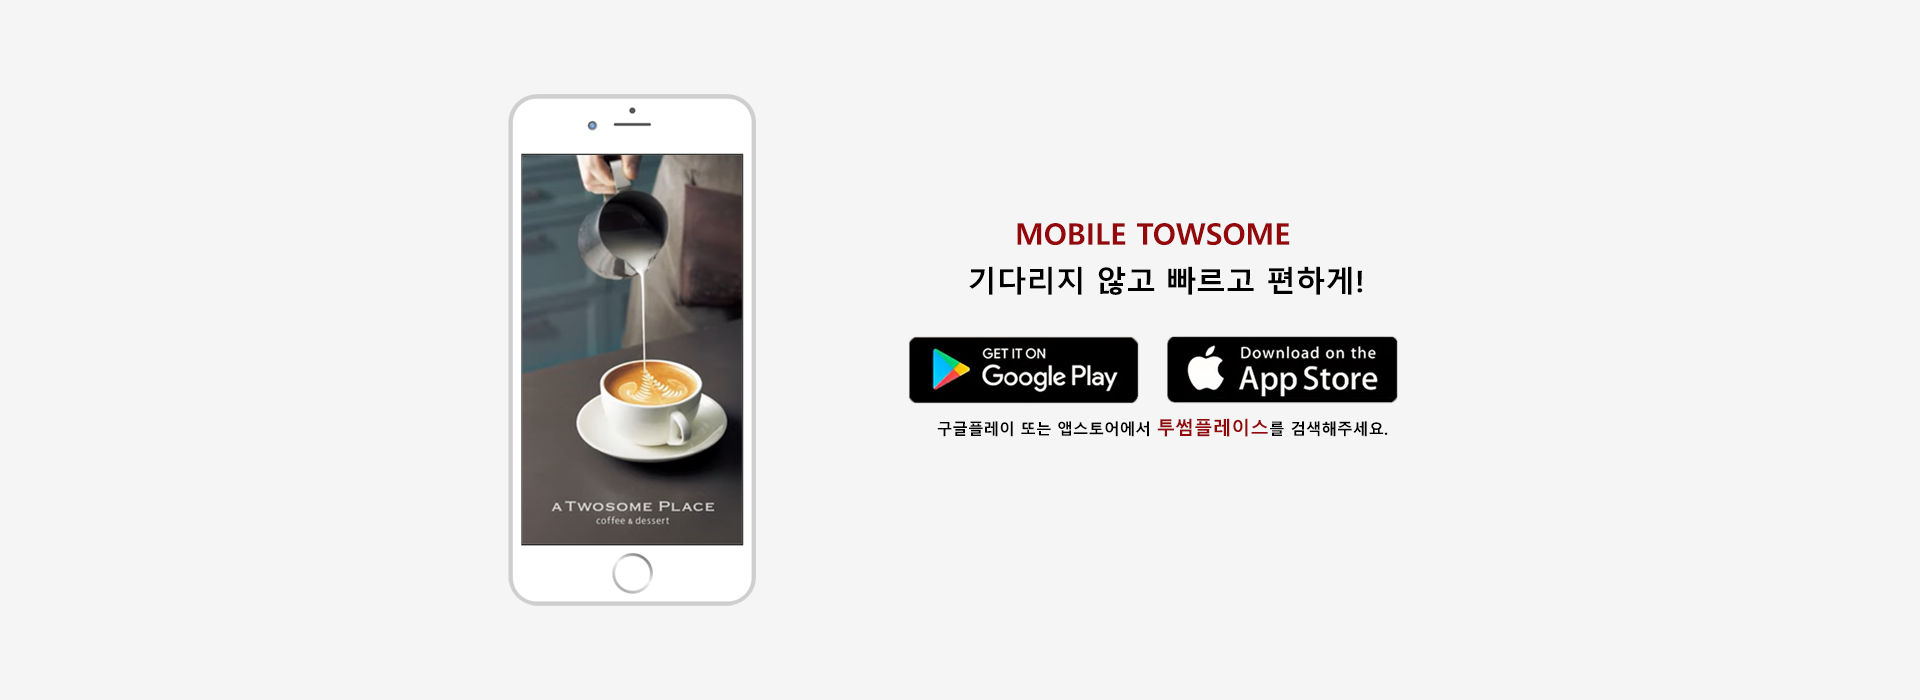 MOBILE TOWSOME
기다리지 않고 빠르고 편하게!
GET IT ON
Google Play
Download on the
App Store
구글플레이 또는 앱스토어에서 투썸플레이스를 검색해주세요.
A TWOSOME PLACE
coffee & dessert